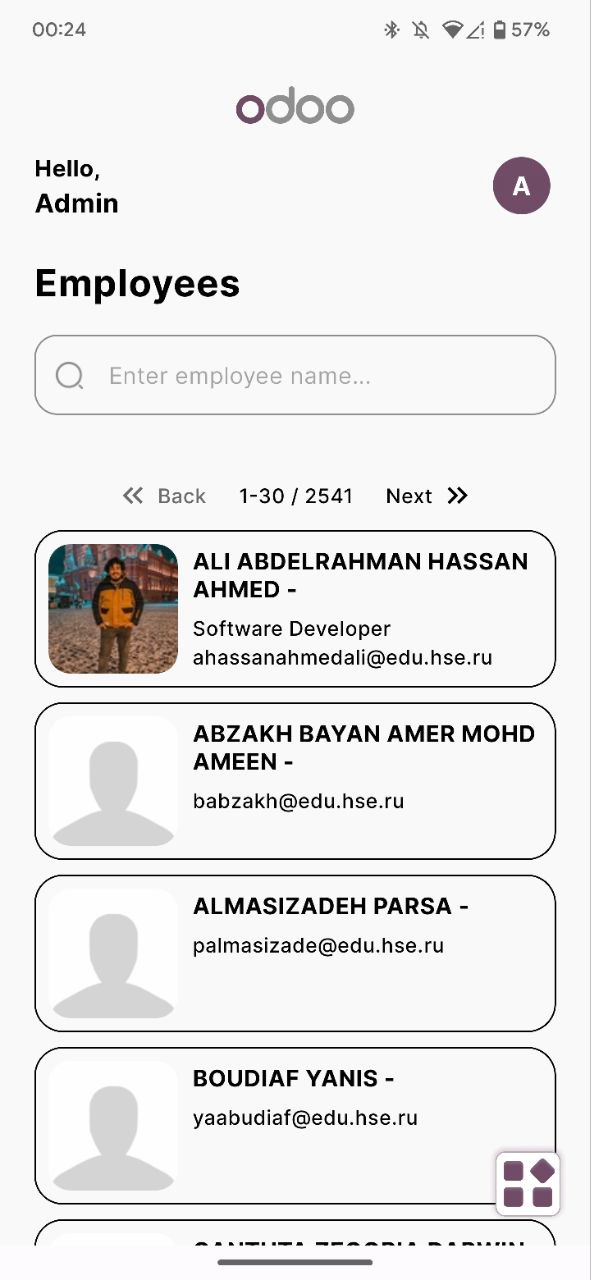 00:24
57%
odoo
Hello,
Admin
A
Employees
Enter employee name...
Back 1-30 / 2541 Next
ALI ABDELRAHMAN HASSAN
AHMED -
Software Developer
ahassanahmedali@edu.hse.ru
ABZAKH BAYAN AMER MOHD
AMEEN -
babzakh@edu.hse.ru
ALMASIZADEH PARSA -
palmasizade@edu.hse.ru
BOUDIAF YANIS -
yaabudiaf@edu.hse.ru